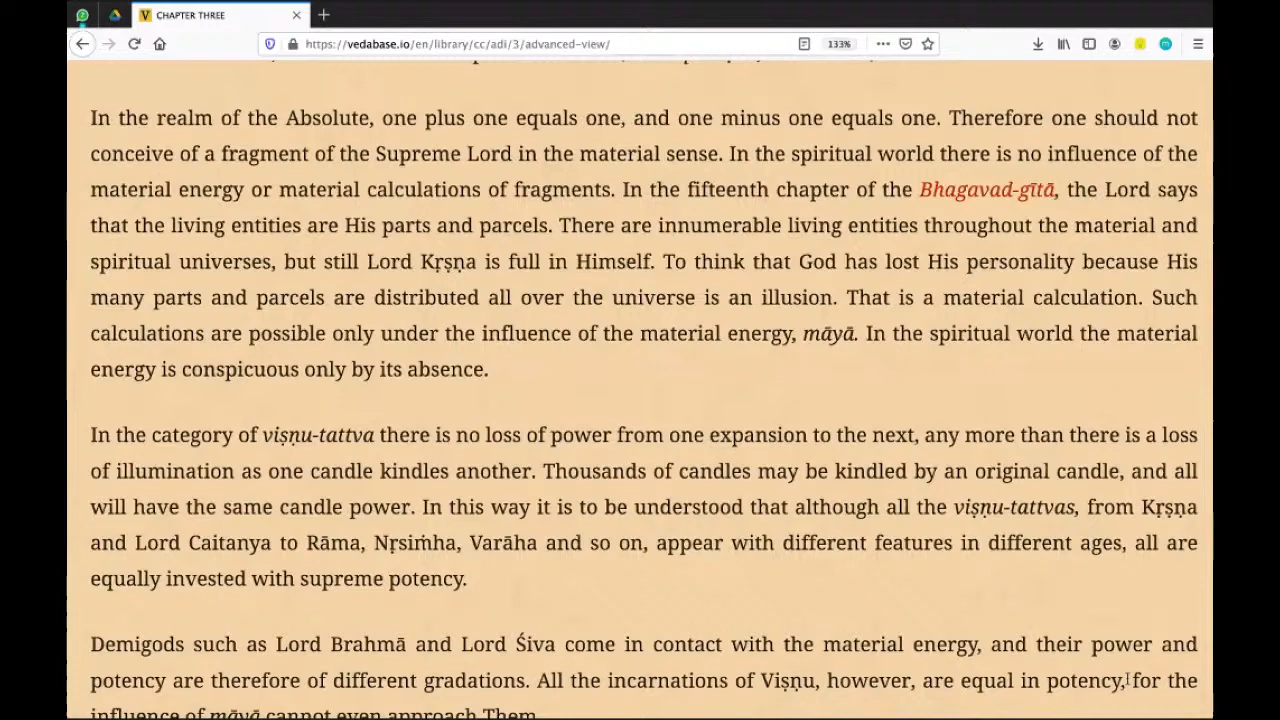 CHAPTER THREE
https://vedabase.io/en/library/cc/adi/3/advanced-view/
133%
In the realm of the Absolute, one plus one equals one, and one minus one equals one. Therefore one should not
conceive of a fragment of the Supreme Lord in the material sense. In the spiritual world there is no influence of the
material energy or material calculations of fragments. In the fifteenth chapter of the Bhagavad-gītā, the Lord says
that the living entities are His parts and parcels. There are innumerable living entities throughout the material and
spiritual universes, but still Lord Kṛṣṇa is full in Himself. To think that God has lost His personality because His
many parts and parcels are distributed all over the universe is an illusion. That is a material calculation. Such
calculations are possible only under the influence of the material energy, māyā. In the spiritual world the material
energy is conspicuous only by its absence.
In the category of viṣṇu-tattva there is no loss of power from one expansion to the next, any more than there is a loss
of illumination as one candle kindles another. Thousands of candles may be kindled by an original candle, and all
will have the same candle power. In this way it is to be understood that although all the viṣṇu-tattvas, from Kṛṣṇa
and Lord Caitanya to Rāma, Nṛsiṁha, Varāha and so on, appear with different features in different ages, all are
equally invested with supreme potency.
Demigods such as Lord Brahmā and Lord Śiva come in contact with the material energy, and their power and
potency are therefore of different gradations. All the incarnations of Viṣṇu, however, are equal in potency, for the
influence of māyā cannot even approach Them.